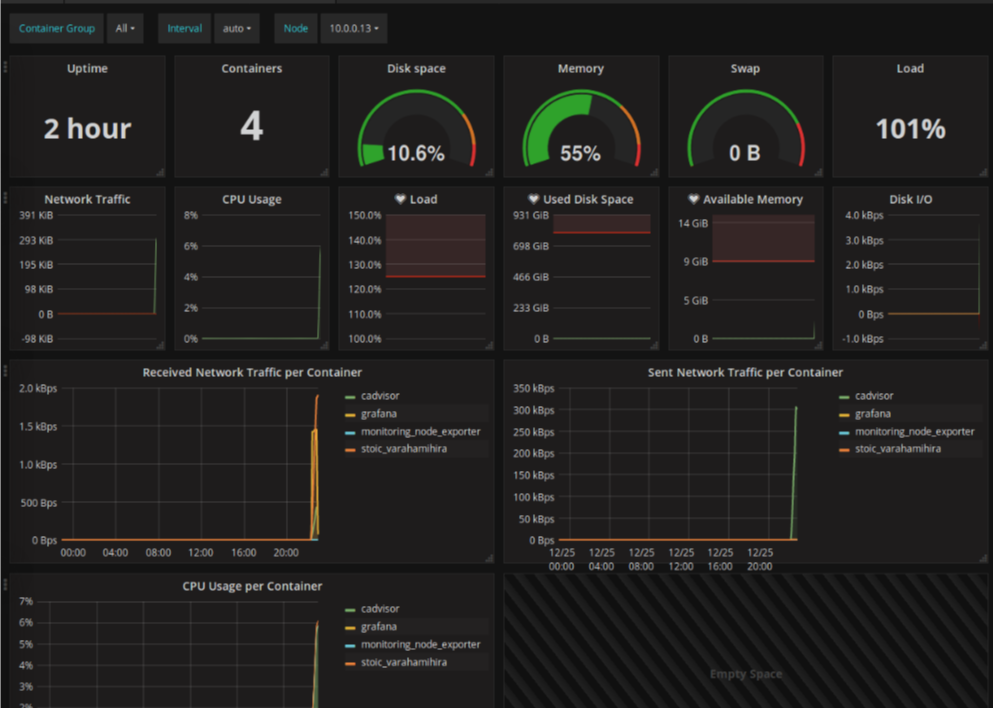 Container Group All Interval auto Node 10.0.0.13
Uptime
2 hour
Containers
4
Disk space
10.6%
Memory
55%
Swap
0 B
Load
101%
Network Traffic
391 KiB
293 KiB
195 KiB
98 KiB
0 B
-98 KiB
CPU Usage
8%
6%
4%
2%
0%
Load
150.0%
140.0%
130.0%
120.0%
110.0%
100.0%
Used Disk Space
931 GiB
698 GiB
466 GiB
233 GiB
0 B
Available Memory
14 GiB
9 GiB
5 GiB
0 B
Disk I/O
4.0 kBps
3.0 kBps
2.0 kBps
1.0 kBps
0 Bps
-1.0 kBps
Received Network Traffic per Container
2.0 kBps
1.5 kBps
1.0 kBps
500 Bps
0 Bps
00:00 04:00 08:00 12:00 16:00 20:00
cadvisor
grafana
monitoring_node_exporter
stoic_varahamihira
Sent Network Traffic per Container
350 kBps
300 kBps
250 kBps
200 kBps
150 kBps
100 kBps
50 kBps
0 Bps
12/25 12/25 12/25 12/25 12/25 12/25
00:00 04:00 08:00 12:00 16:00 20:00
cadvisor
grafana
monitoring_node_exporter
stoic_varahamihira
CPU Usage per Container
7%
6%
5%
4%
3%
2%
cadvisor
grafana
monitoring_node_exporter
stoic_varahamihira
Empty Space